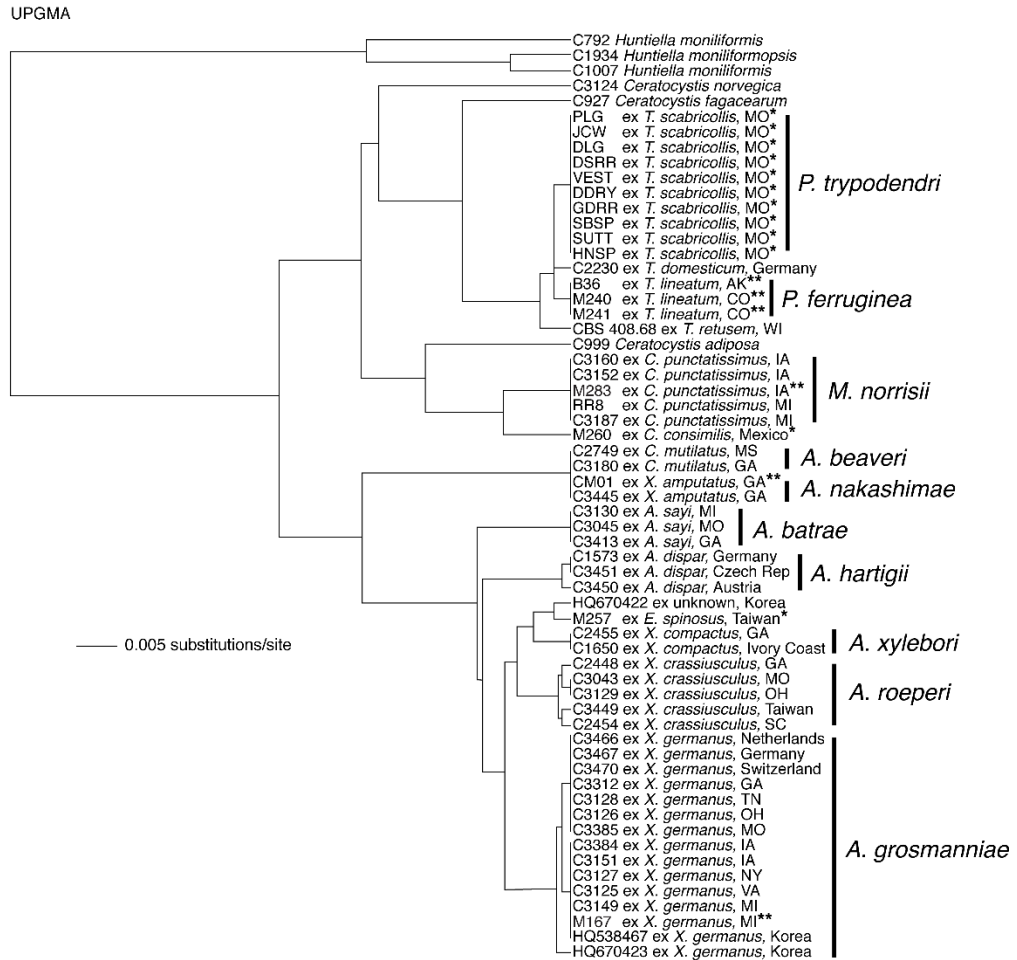 UPGMA
C792 Huntiella moniliformis
C1934 Huntiella moniliformopsis
C1007 Huntiella moniliformis
C3124 Ceratocystis norvegica
C927 Ceratocystis fagacearum
PLG ex T. scabricollis, MO*
JCW ex T. scabricollis, MO*
DLG ex T. scabricollis, MO*
DSRR ex T. scabricollis, MO*
VEST ex T. scabricollis, MO*
DDRY ex T. scabricollis, MO*
P. trypodendri
GDRR ex T. scabricollis, MO*
SBSP ex T. scabricollis, MO*
SUTT ex T. scabricollis, MO*
HNSP ex T. scabricollis, MO*
C2230 ex T. domesticum, Germany
B36 ex T. lineatum, AK**
M240 ex T. lineatum, CO**
P. ferruginea
M241 ex T. lineatum, CO**
CBS 408.68 ex T. retusem, WI
C999 Ceratocystis adiposa
C3160 ex C. punctatissimus, IA
C3152 ex C. punctatissimus, IA
M283 ex C. punctatissimus, IA**
M. norrisii
RR8 ex C. punctatissimus, MI
C3187 ex C. punctatissimus, MI
M260 ex C. consimilis, Mexico*
C2749 ex C. mutilatus, MS
A. beaveri
C3180 ex C. mutilatus, GA
CM01 ex X. amputatus, GA**
A. nakashimae
C3445 ex X. amputatus, GA
C3130 ex A. sayi, MI
C3045 ex A. sayi, MO
A. batrae
C3413 ex A. sayi, GA
C1573 ex A. dispar, Germany
C3451 ex A. dispar, Czech Rep
A. hartigii
C3450 ex A. dispar, Austria
HQ670422 ex unknown, Korea
M257 ex E. spinosus, Taiwan*
C2455 ex X. compactus, GA
A. xylebori
C1650 ex X. compactus, Ivory Coast
0.005 substitutions/site
C2448 ex X. crassiusculus, GA
C3043 ex X. crassiusculus, MO
C3129 ex X. crassiusculus, OH
A. roeperi
C3449 ex X. crassiusculus, Taiwan
C2454 ex X. crassiusculus, SC
C3466 ex X. germanus, Netherlands
C3467 ex X. germanus, Germany
C3470 ex X. germanus, Switzerland
C3312 ex X. germanus, GA
C3128 ex X. germanus, TN
C3126 ex X. germanus, OH
C3385 ex X. germanus, MO
C3384 ex X. germanus, IA
A. grosmanniae
C3151 ex X. germanus, IA
C3127 ex X. germanus, NY
C3125 ex X. germanus, VA
C3149 ex X. germanus, MI
M167 ex X. germanus, MI**
HQ538467 ex X. germanus, Korea
HQ670423 ex X. germanus, Korea